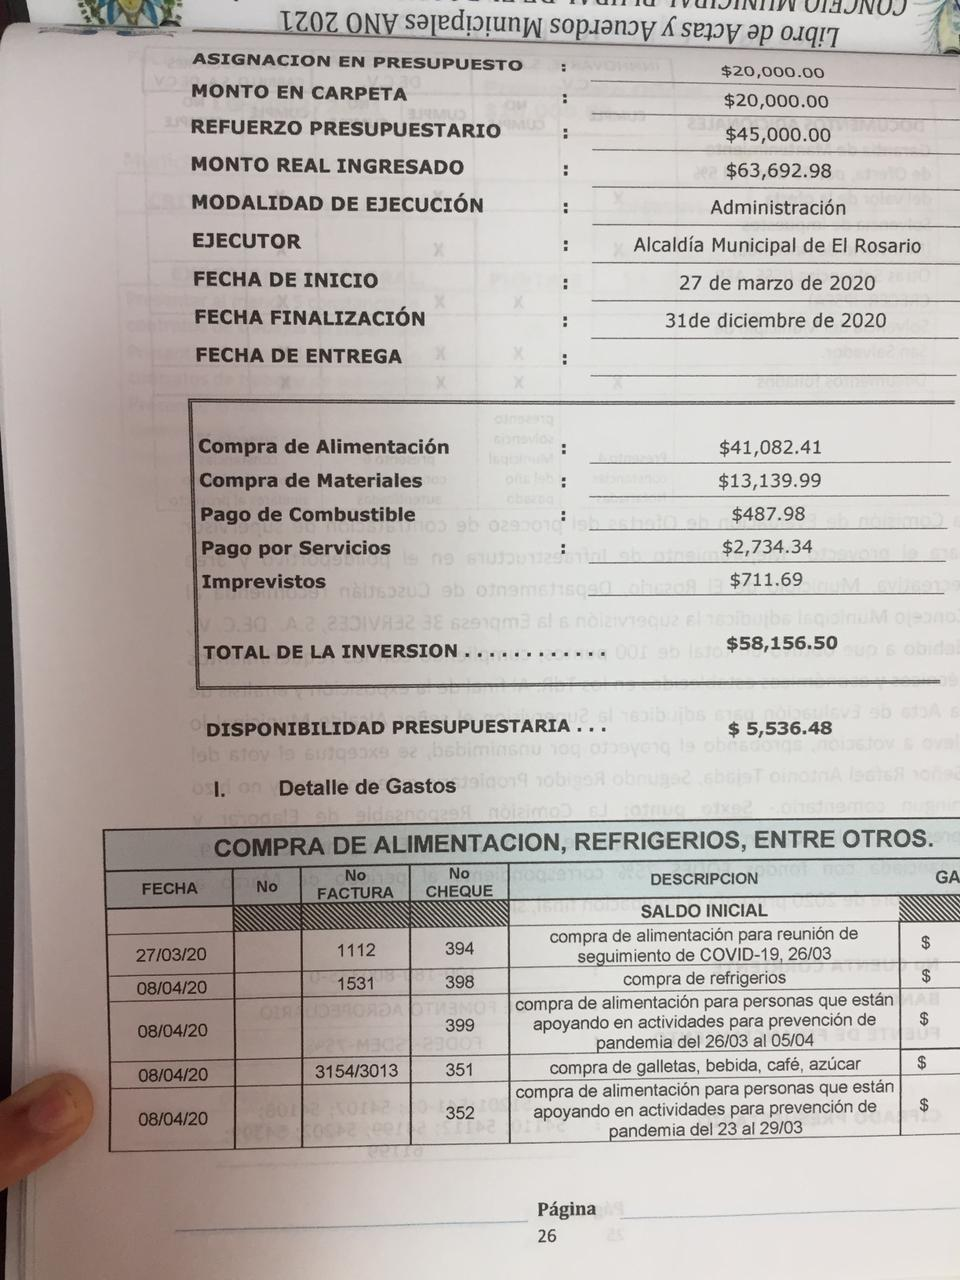 Libro de Actas y Acuerdos Municipales AÑO 2021
ASIGNACION EN PRESUPUESTO : $20,000.00
MONTO EN CARPETA : $20,000.00
REFUERZO PRESUPUESTARIO : $45,000.00
MONTO REAL INGRESADO : $63,692.98
MODALIDAD DE EJECUCIÓN : Administración
EJECUTOR : Alcaldía Municipal de El Rosario
FECHA DE INICIO : 27 de marzo de 2020
FECHA FINALIZACIÓN : 31de diciembre de 2020
FECHA DE ENTREGA :
Compra de Alimentación : $41,082.41
Compra de Materiales : $13,139.99
Pago de Combustible : $487.98
Pago por Servicios : $2,734.34
Imprevistos $711.69
TOTAL DE LA INVERSION . . . . . . . . . . . . $58,156.50
DISPONIBILIDAD PRESUPUESTARIA . . . $ 5,536.48
I. Detalle de Gastos
COMPRA DE ALIMENTACION, REFRIGERIOS, ENTRE OTROS.
FECHA No No FACTURA No CHEQUE DESCRIPCION GA
SALDO INICIAL
27/03/20 1112 394 compra de alimentación para reunión de
seguimiento de COVID-19, 26/03 $
08/04/20 1531 398 compra de refrigerios $
08/04/20 399 compra de alimentación para personas que están
apoyando en actividades para prevención de
pandemia del 26/03 al 05/04 $
08/04/20 3154/3013 351 compra de galletas, bebida, café, azúcar $
08/04/20 352 compra de alimentación para personas que están
apoyando en actividades para prevención de
pandemia del 23 al 29/03 $
Página
26